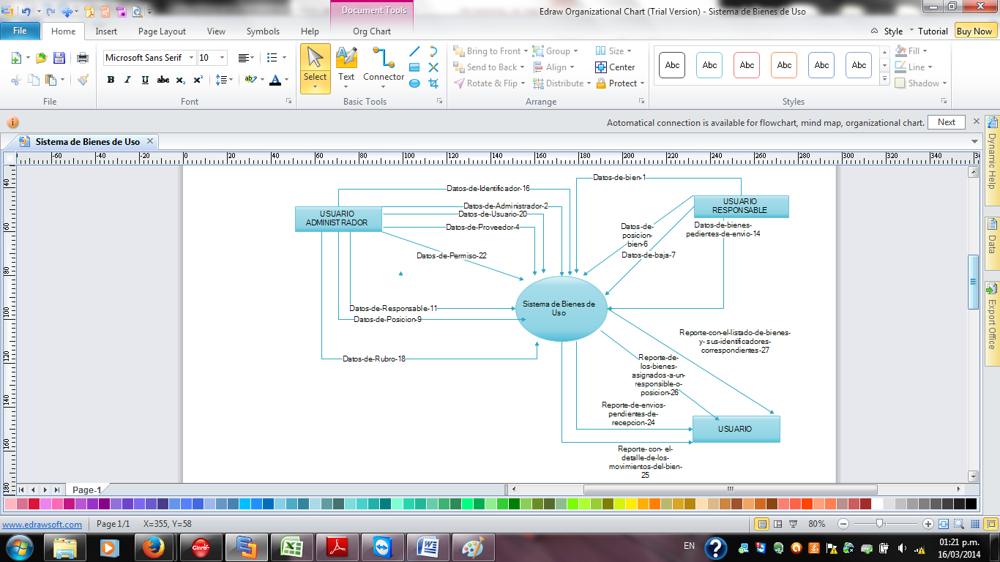 Document Tools
Edraw Organizational Chart (Trial Version) - Sistema de Bienes de Uso
File Home Insert Page Layout View Symbols Help Org Chart Style Tutorial Buy Now
Microsoft Sans Serif 10
Select Text Connector
Bring to Front Group Size
Send to Back Align Center
Rotate & Flip Distribute Protect
Abc Abc Abc Abc Abc Abc
Fill
Line
Shadow
B I U abc x₂ x²
File Font Basic Tools Arrange Styles
Aotomatical connection is available for flowchart, mind map, organizational chart. Next
Sistema de Bienes de Uso
-60 -40 -20 0 20 40 60 80 100 120 140 160 180 200 220 240 260 280 300 320 340
40 60 80 100 120 140 160 180
Dynamic Help
Data
Export Office
Datos-de-bien-1
Datos-de-Identificador-16
USUARIO
ADMINISTRADOR
Datos-de-Administrador-2
Datos-de-Usuario-20
Datos-de-Proveedor-4
USUARIO
RESPONSABLE
Datos-de-
posicion-
bien-6
Datos-de-bienes-
pedientes-de-envio-14
Datos-de-Permiso-22
Datos-de-baja-7
Sistema de Bienes de
Uso
Datos-de-Responsable-11
Datos-de-Posicion-9
Datos-de-Rubro-18
Reporte-con-el-listado-de-bienes-
y- sus-identificadores-
correspondientes-27
Reporte-de-
los-bienes-
asignados-a-un-
responsible-o-
posicion-26
Reporte-de-envios-
pendientes-de-
recepcion-24
USUARIO
Reporte- con- el-
detalle-de-los-
movimientos-del-bien-
25
Page-1
www.edrawsoft.com Page 1/1 X=355, Y=58 80%
Claro
EN
01:21 p.m.
16/03/2014